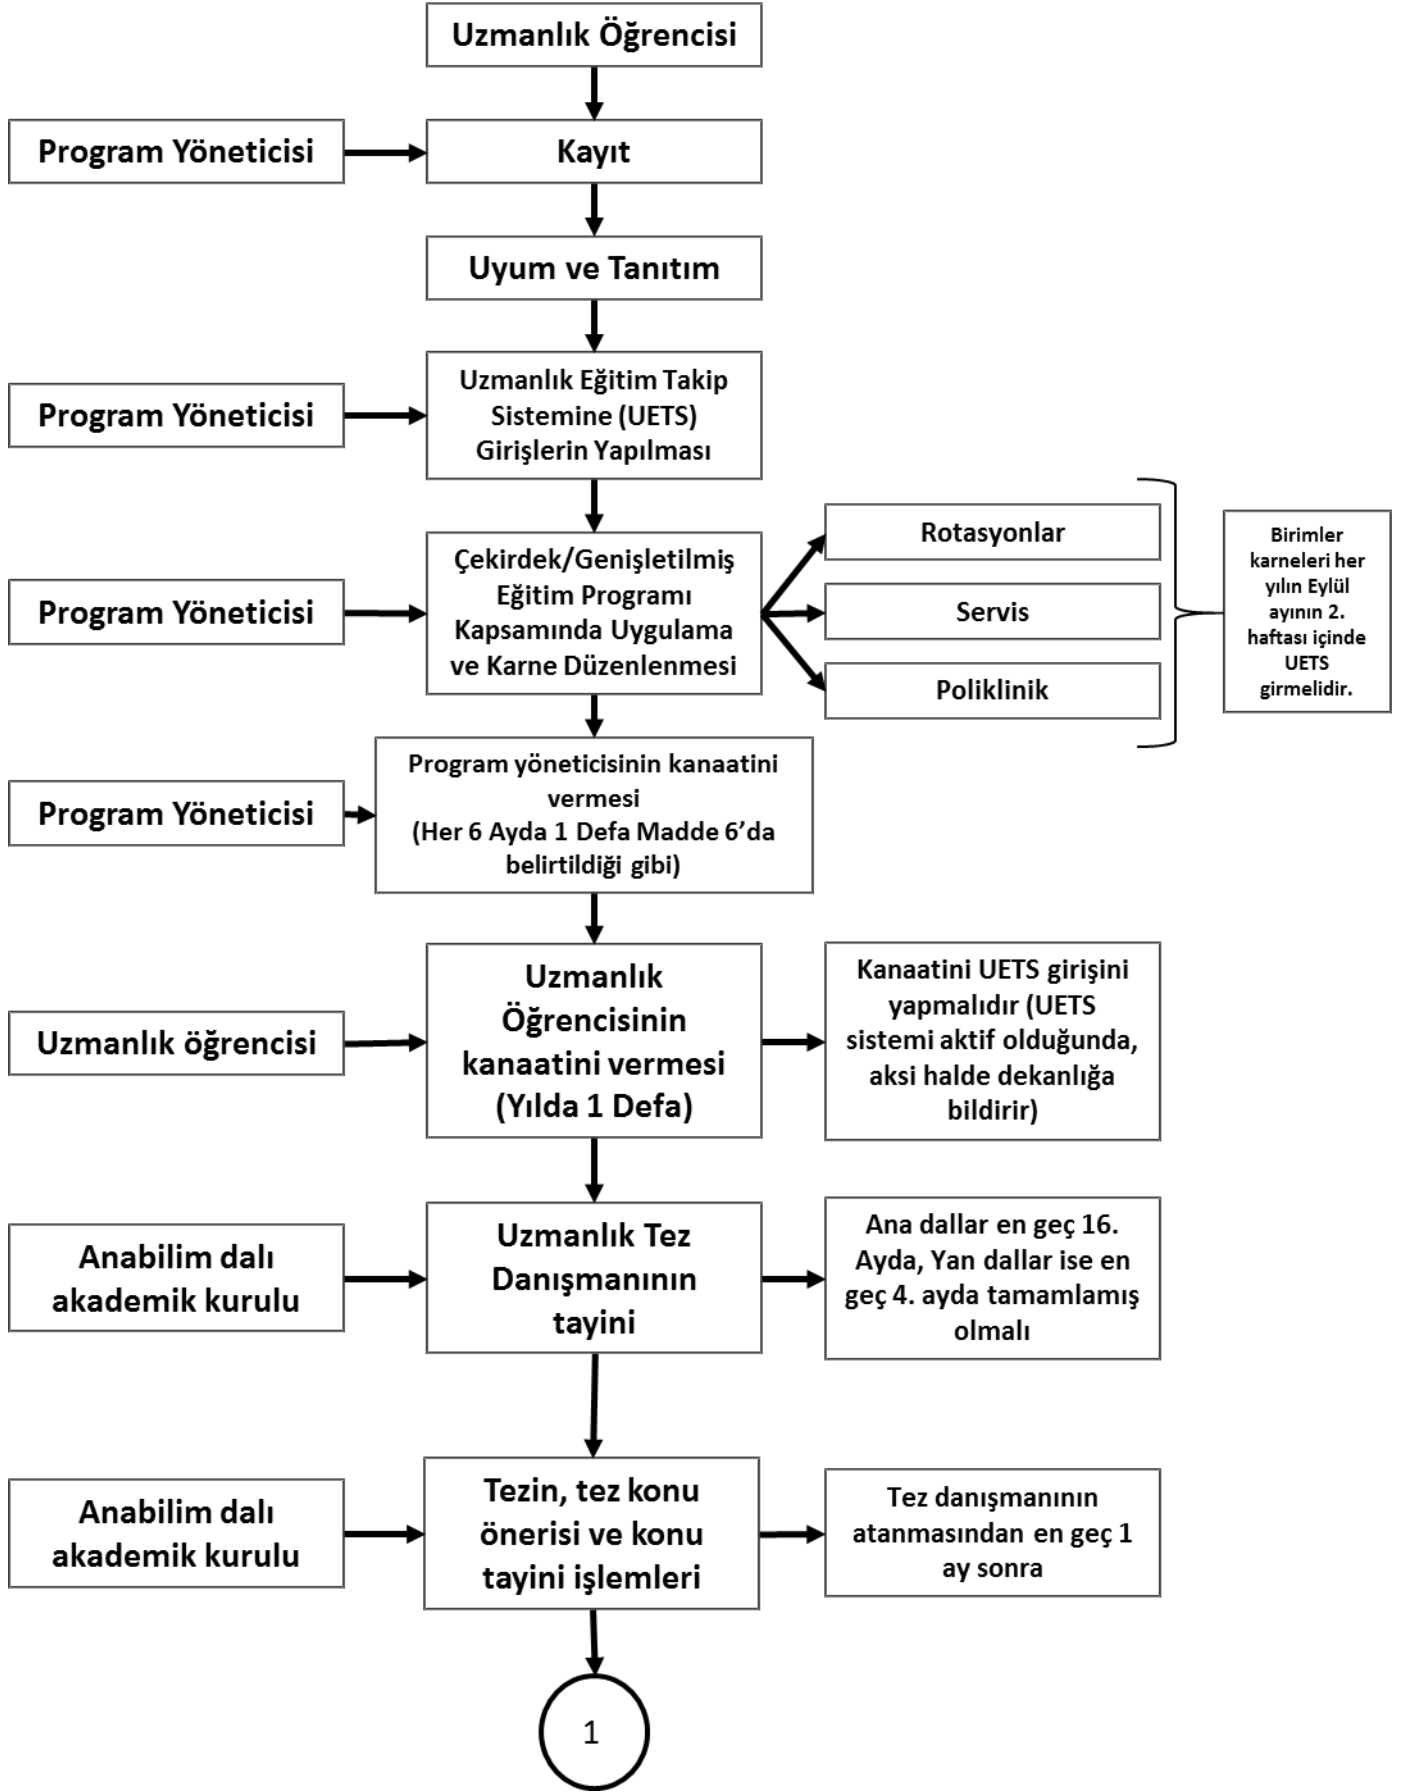 Uzmanlık Öğrencisi
Program Yöneticisi
Kayıt
Uyum ve Tanıtım
Program Yöneticisi
Uzmanlık Eğitim Takip
Sistemine (UETS)
Girişlerin Yapılması
Program Yöneticisi
Çekirdek/Genişletilmiş
Eğitim Programı
Kapsamında Uygulama
ve Karne Düzenlenmesi
Rotasyonlar
Servis
Poliklinik
Birimler
karneleri her
yılın Eylül
ayının 2.
haftası içinde
UETS
girmelidir.
Program Yöneticisi
Program yöneticisinin kanaatini
vermesi
(Her 6 Ayda 1 Defa Madde 6’da
belirtildiği gibi)
Uzmanlık öğrencisi
Uzmanlık
Öğrencisinin
kanaatini vermesi
(Yılda 1 Defa)
Kanaatini UETS girişini
yapmalıdır (UETS
sistemi aktif olduğunda,
aksi halde dekanlığa
bildirir)
Anabilim dalı
akademik kurulu
Uzmanlık Tez
Danışmanının
tayini
Ana dallar en geç 16.
Ayda, Yan dallar ise en
geç 4. ayda tamamlamış
olmalı
Anabilim dalı
akademik kurulu
Tezin, tez konu
önerisi ve konu
tayini işlemleri
Tez danışmanının
atanmasından en geç 1
ay sonra
1